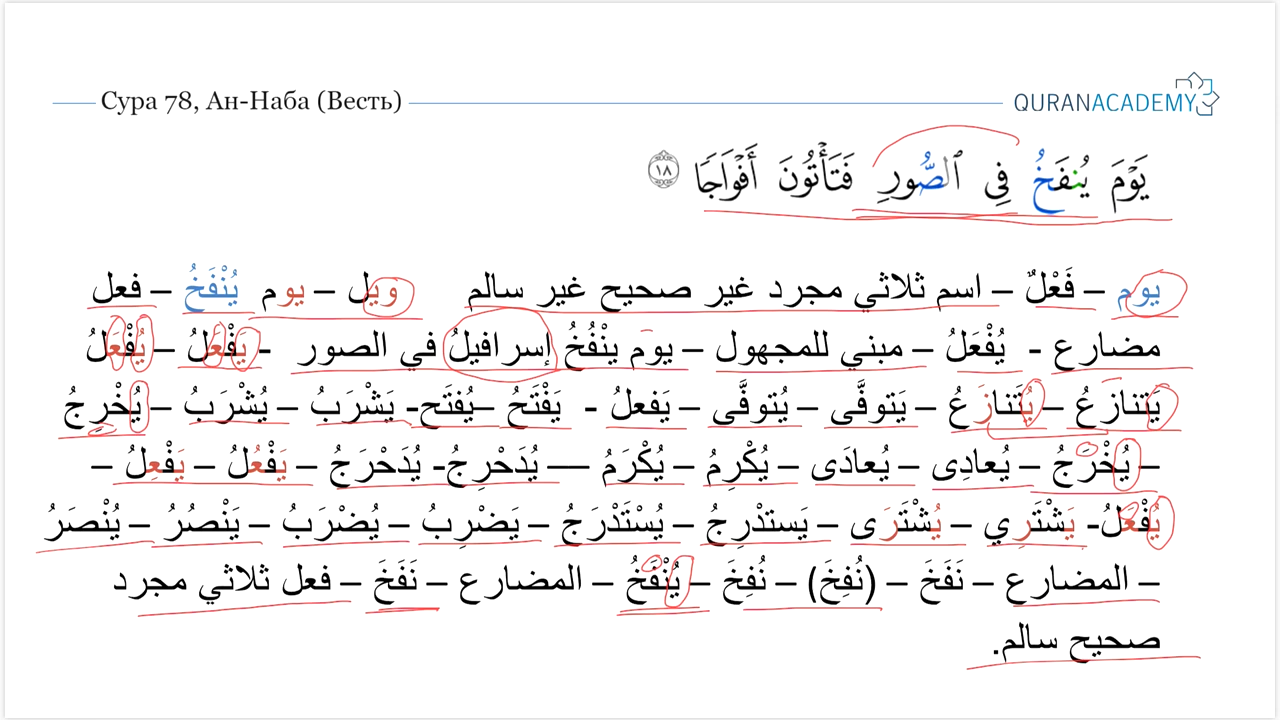 Сура 78, Ан-Наба (Весть)
QURANACADEMY
يَوْمَ يُنفَخُ فِي ٱلصُّورِ فَتَأْتُونَ أَفْوَاجًا ١٨
يوم – فَعْلٌ – اسم ثلاثي مجرد غير صحيح غير سالم ويل – يوم يُنْفَخُ – فعل
مضارع - يُفْعَلُ – مبني للمجهول – يوم ينْفُخُ إسرافيلُ في الصور - يَفْعَلُ – يُفْعَلُ
يَتنازَعُ – يُتَنازَعُ – يَتوفَّى – يُتوفَّى – يَفعلُ - يَفْتَحُ –يُفتَح- يَشْرَبُ – يُشْرَبُ – يُخْرِجُ
– يُخْرَجُ – يُعادِى – يُعادَى – يُكْرِمُ – يُكْرَمُ –– يُدَحْرِجُ- يُدَحْرَجُ – يَفْعُلُ – يَفْعِلُ –
يُفْعَلُ- يَشْتَرِي – يُشْتَرَى – يَستدْرِجُ – يُسْتَدْرَجُ – يَضْرِبُ – يُضْرَبُ – يَنْصُرُ – يُنْصَرُ
– المضارع – نَفَخَ – (نُفِخَ) – نُفِخَ – يُنْفَخُ – المضارع – نَفَخَ – فعل ثلاثي مجرد
صحيح سالم.